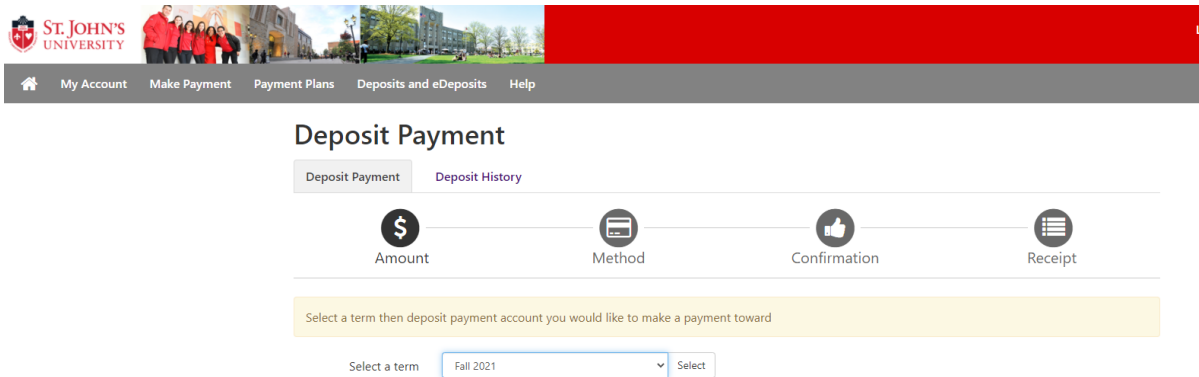 ST. JOHN'S
UNIVERSITY
My Account Make Payment Payment Plans Deposits and eDeposits Help
Deposit Payment
Deposit Payment Deposit History
Amount Method Confirmation Receipt
Select a term then deposit payment account you would like to make a payment toward
Select a term Fall 2021 Select